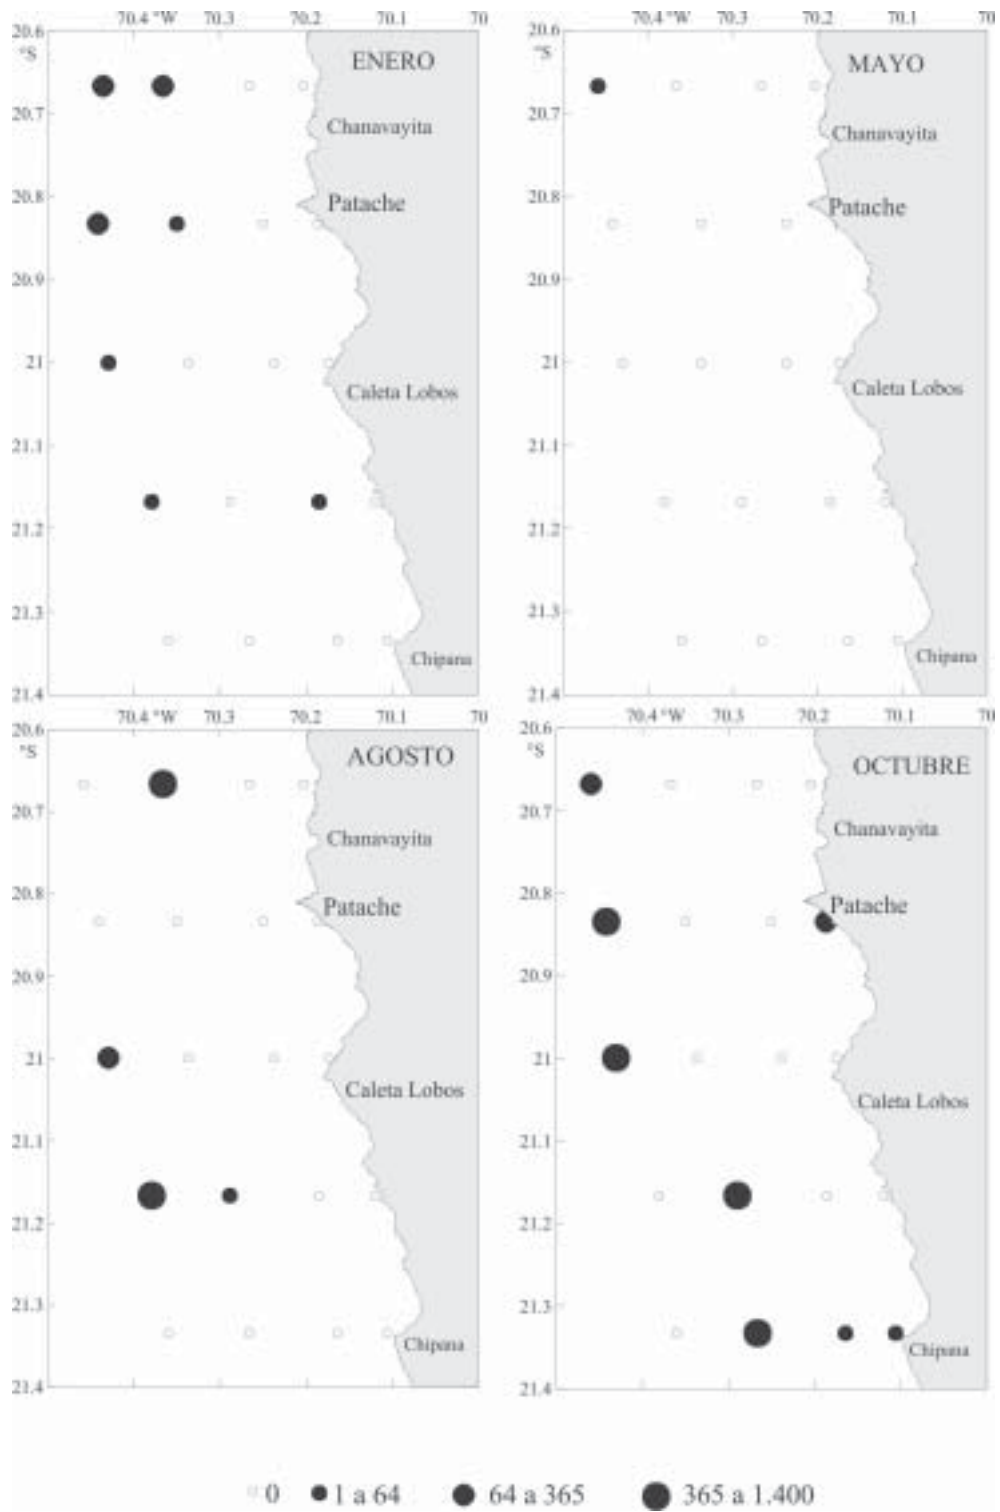 70.4 °W 70.3 70.2 70.1 70
20.6
°S
ENERO
20.7
Chanavayita
20.8
Patache
20.9
21
Caleta Lobos
21.1
21.2
21.3
Chipana
21.4
70.4 °W 70.3 70.2 70.1 70
20.6
°S
MAYO
20.7
Chanavayita
20.8
Patache
20.9
21
Caleta Lobos
21.1
21.2
21.3
Chipana
21.4
70.4 °W 70.3 70.2 70.1 70
20.6
°S
AGOSTO
20.7
Chanavayita
20.8
Patache
20.9
21
Caleta Lobos
21.1
21.2
21.3
Chipana
21.4
70.4 °W 70.3 70.2 70.1 70
20.6
°S
OCTUBRE
20.7
Chanavayita
20.8
Patache
20.9
21
Caleta Lobos
21.1
21.2
21.3
Chipana
21.4
0 1 a 64 64 a 365 365 a 1.400